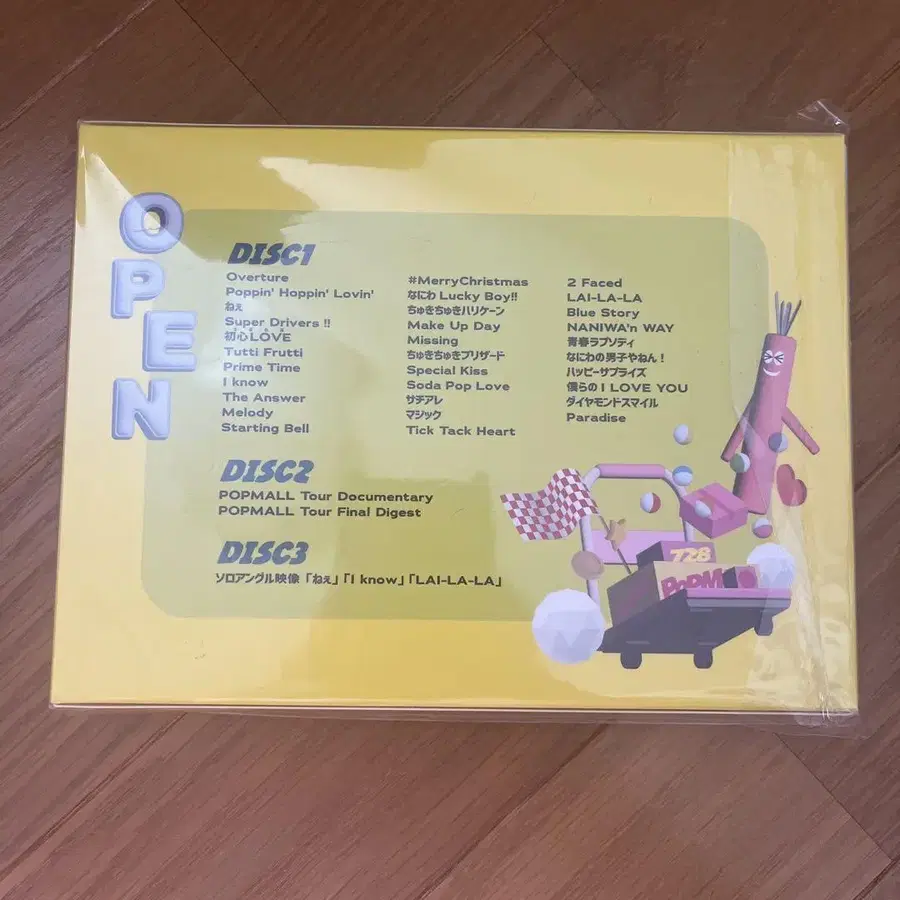 OPEN
DISC1
Overture
Poppin' Hoppin' Lovin'
ねぇ
Super Drivers !!
初心LOVE
Tutti Frutti
Prime Time
I know
The Answer
Melody
Starting Bell
#MerryChristmas
なにわ Lucky Boy!!
ちゅきちゅきハリケーン
Make Up Day
Missing
ちゅきちゅきブリザード
Special Kiss
Soda Pop Love
サチアレ
マジック
Tick Tack Heart
2 Faced
LAI-LA-LA
Blue Story
NANIWA'n WAY
青春ラプソディ
なにわの男子やねん!
ハッピーサプライズ
僕らの I LOVE YOU
ダイヤモンドスマイル
Paradise
DISC2
POPMALL Tour Documentary
POPMALL Tour Final Digest
DISC3
ソロアングル映像「ねぇ」「I know」「LAI-LA-LA」
728
POPM